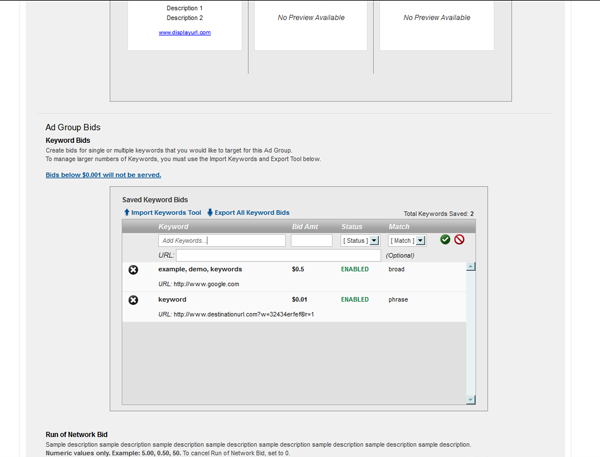 Description 1
Description 2
www.displayurl.com
No Preview Available
No Preview Available
Ad Group Bids
Keyword Bids
Create bids for single or multiple keywords that you would like to target for this Ad Group.
To manage larger numbers of Keywords, you must use the Import Keywords and Export Tool below.
Bids below $0.001 will not be served.
Saved Keyword Bids
Import Keywords Tool Export All Keyword Bids Total Keywords Saved: 2
Keyword Bid Amt Status Match
Add Keywords... [ Status ] [ Match ]
URL: (Optional)
example, demo, keywords $0.5 ENABLED broad
URL: http://www.google.com
keyword $0.01 ENABLED phrase
URL: http://www.destinationurl.com?w=32434erfef8r=1
Run of Network Bid
Sample description sample description sample description sample description sample description sample description sample description sample description.
Numeric values only. Example: 5.00, 0.50, 50. To cancel Run of Network Bid, set to 0.